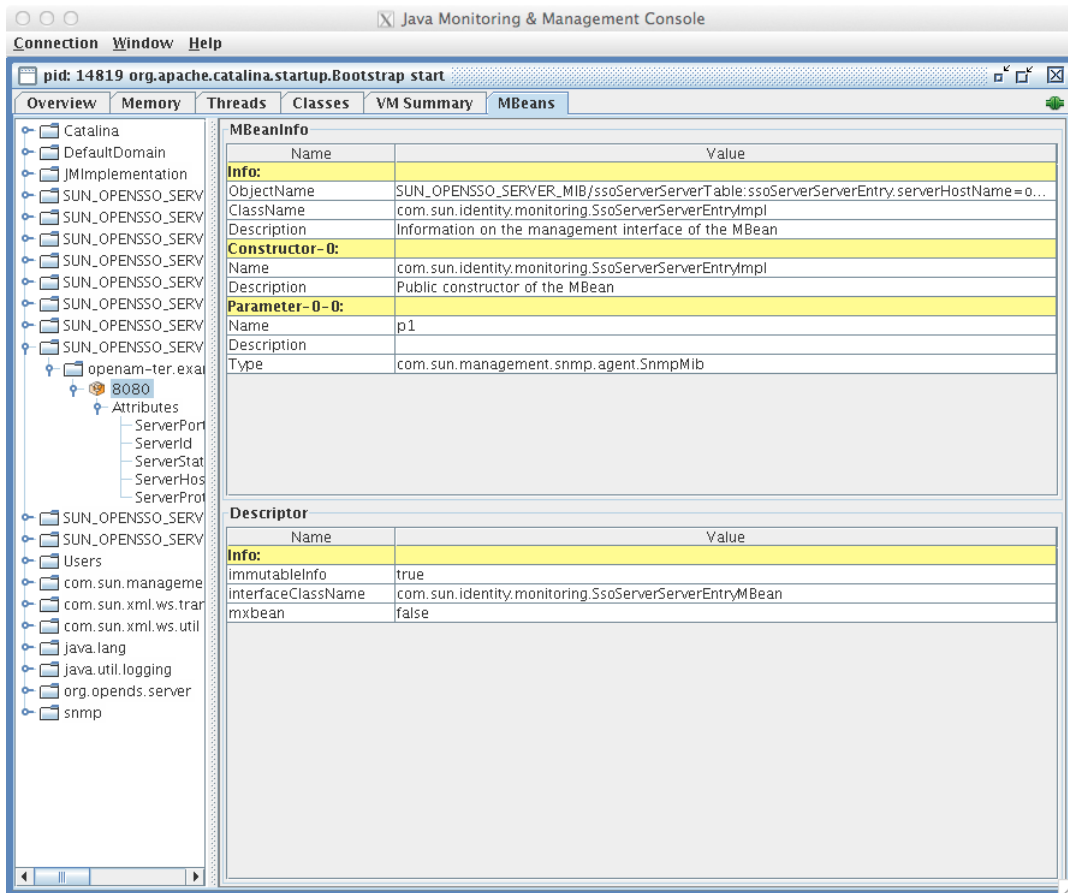 Java Monitoring & Management Console
Connection Window Help
pid: 14819 org.apache.catalina.startup.Bootstrap start
Overview Memory Threads Classes VM Summary MBeans
Catalina
DefaultDomain
JMImplementation
SUN_OPENSSO_SERV
SUN_OPENSSO_SERV
SUN_OPENSSO_SERV
SUN_OPENSSO_SERV
SUN_OPENSSO_SERV
SUN_OPENSSO_SERV
SUN_OPENSSO_SERV
SUN_OPENSSO_SERV
openam-ter.exa
8080
Attributes
ServerPort
ServerId
ServerStat
ServerHos
ServerProt
SUN_OPENSSO_SERV
SUN_OPENSSO_SERV
Users
com.sun.manageme
com.sun.xml.ws.tran
com.sun.xml.ws.util
java.lang
java.util.logging
org.opends.server
snmp
MBeanInfo
Name Value
Info:
ObjectName SUN_OPENSSO_SERVER_MIB/ssoServerServerTable:ssoServerServerEntry.serverHostName=o...
ClassName com.sun.identity.monitoring.SsoServerServerEntryImpl
Description Information on the management interface of the MBean
Constructor-0:
Name com.sun.identity.monitoring.SsoServerServerEntryImpl
Description Public constructor of the MBean
Parameter-0-0:
Name p1
Description
Type com.sun.management.snmp.agent.SnmpMib
Descriptor
Name Value
Info:
immutableInfo true
interfaceClassName com.sun.identity.monitoring.SsoServerServerEntryMBean
mxbean false